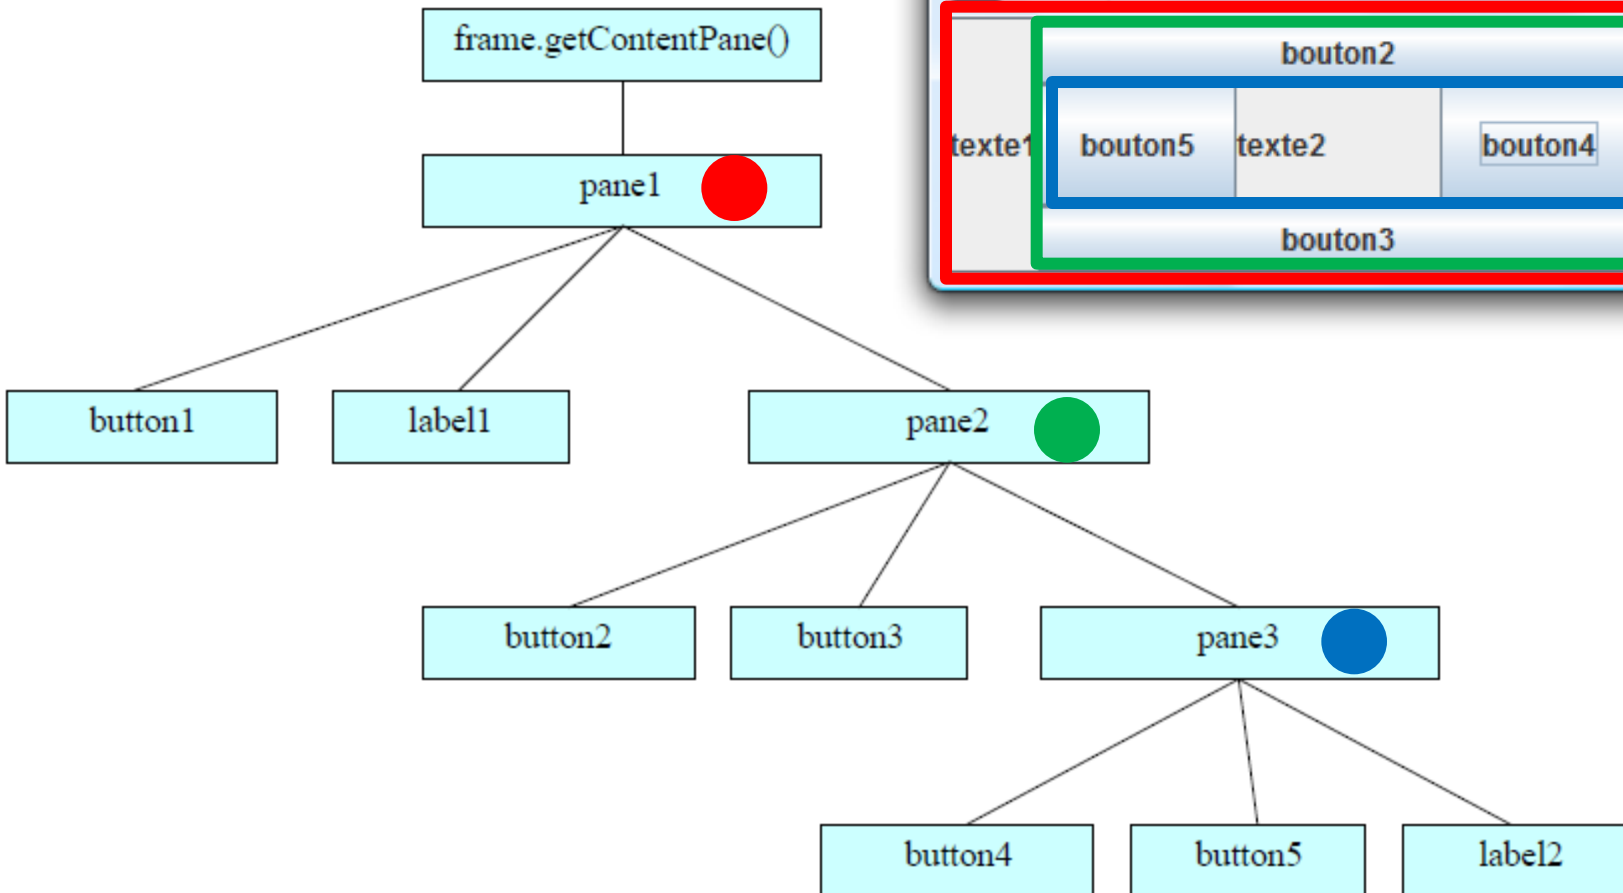 frame.getContentPane()
bouton2
pane1
texte1
bouton5
texte2
bouton4
bouton3
button1
label1
pane2
button2
button3
pane3
button4
button5
label2